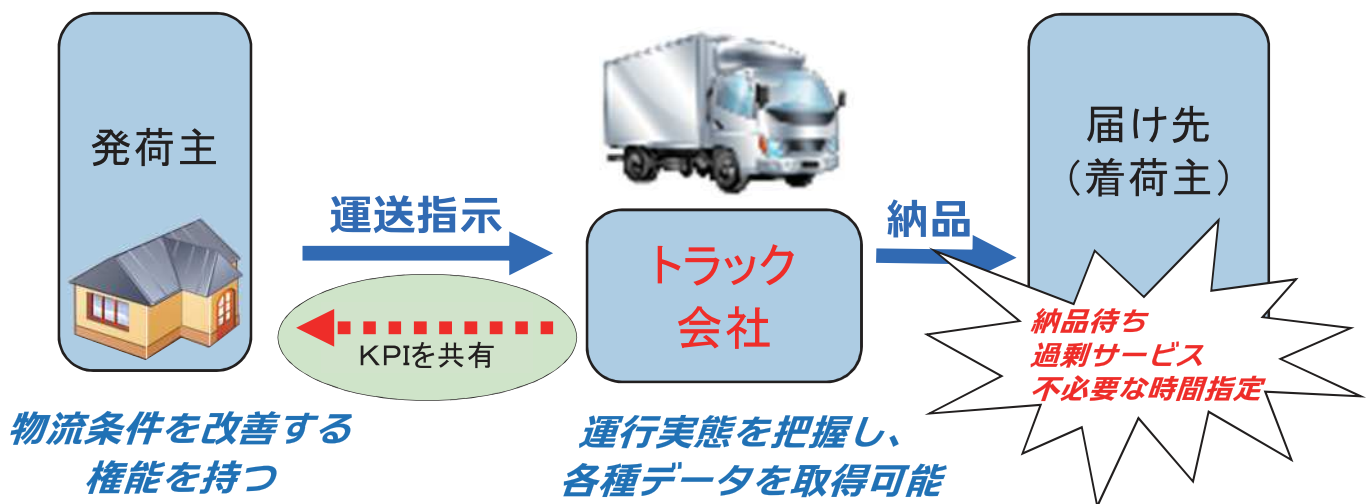 発荷主
運送指示
KPIを共有
トラック
会社
納品
届け先
（着荷主）
納品待ち
過剰サービス
不必要な時間指定
物流条件を改善する
権能を持つ
運行実態を把握し、
各種データを取得可能